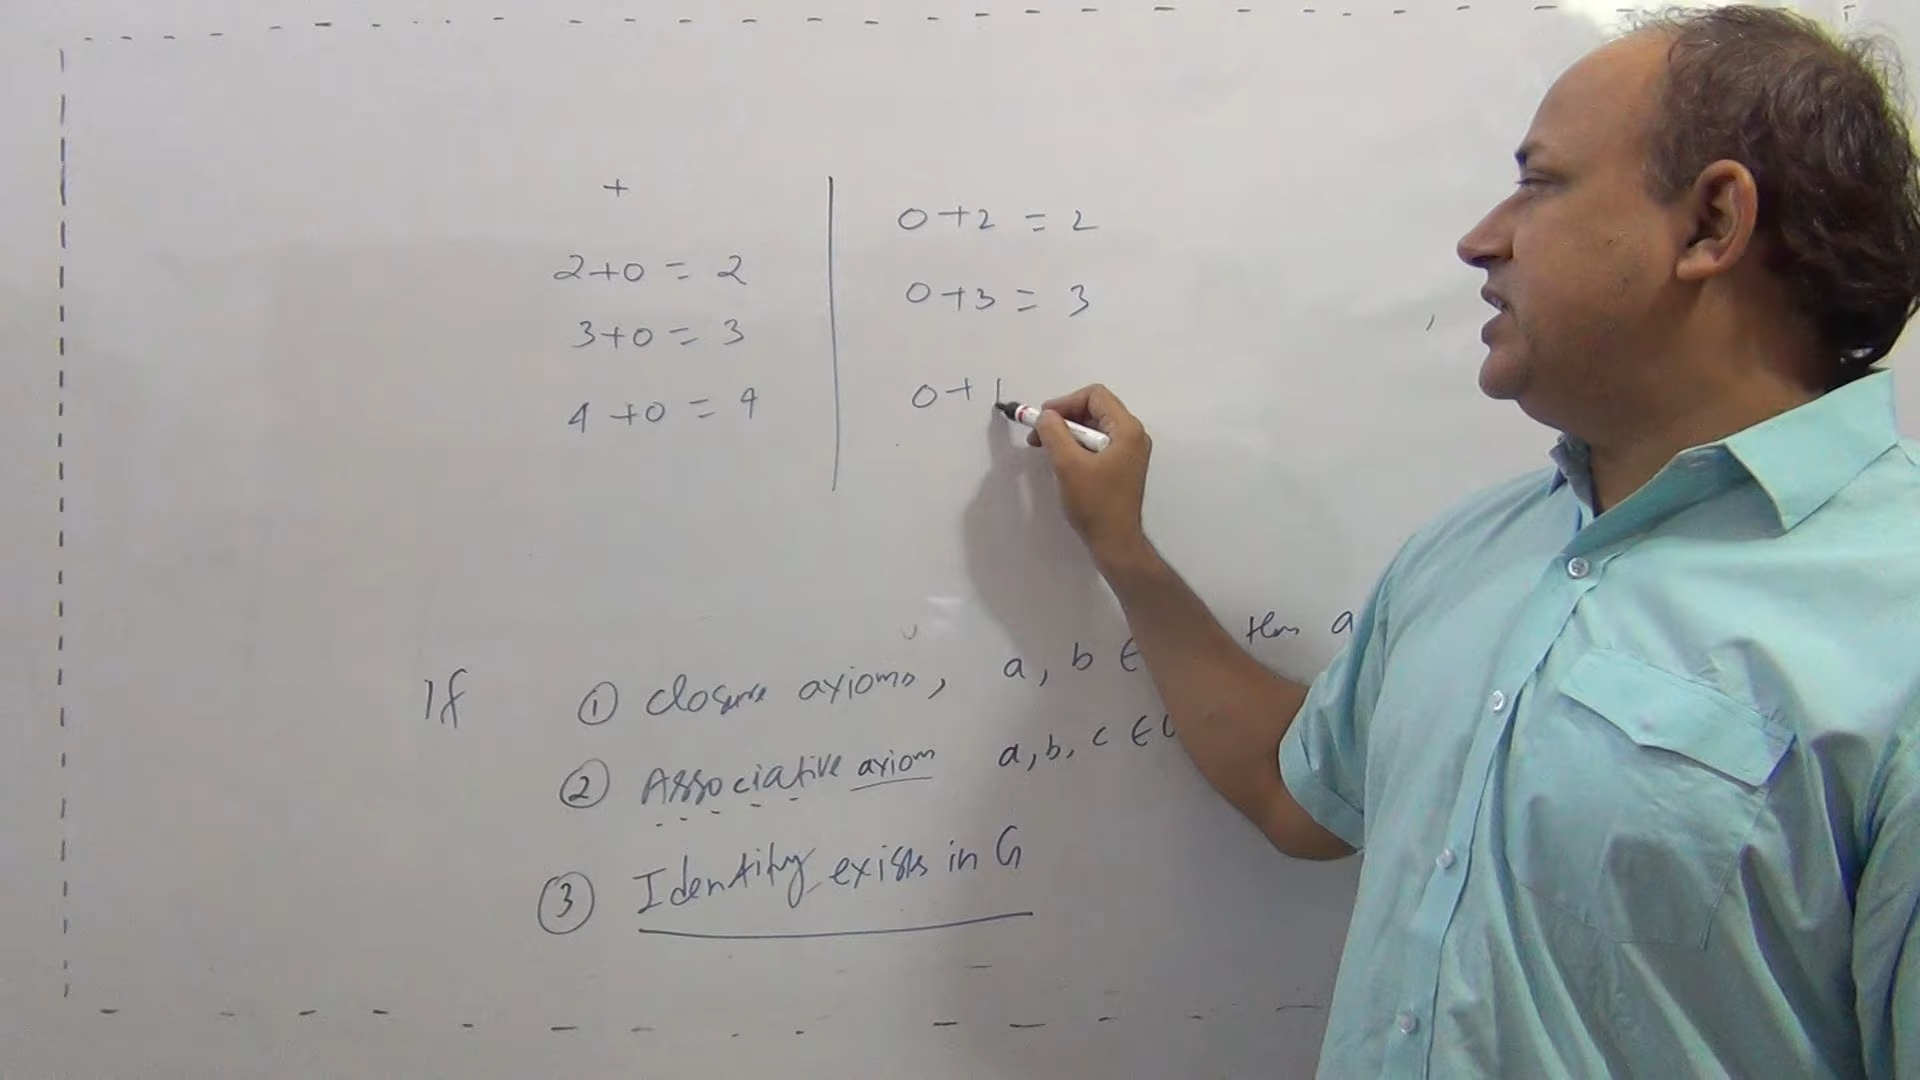 +
2+0 = 2
3+0 = 3
4+0 = 4
0+2 = 2
0+3 = 3
0+
If ① closure axioms, a, b ∈ then a
② Associative axiom a, b, c ∈
③ Identity exists in G